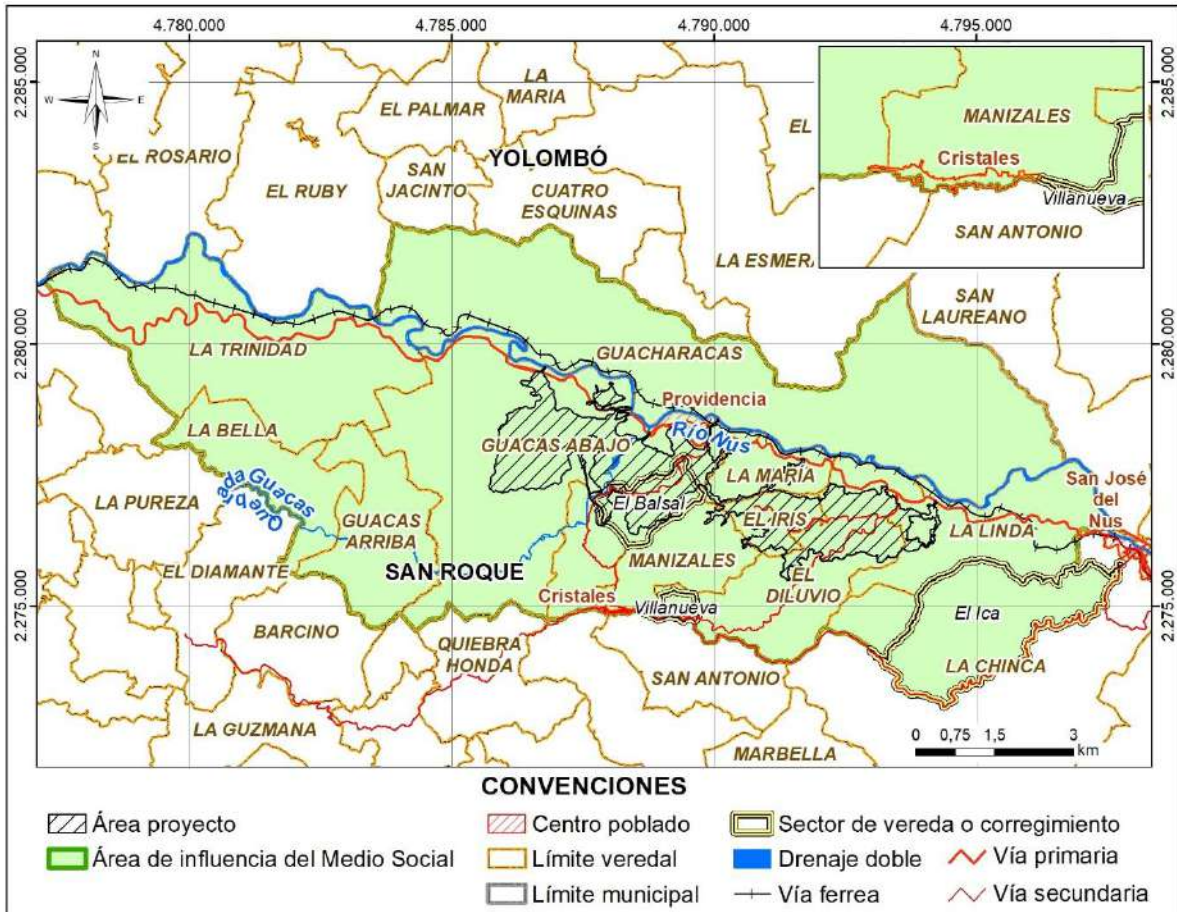 4.780.000
4.785.000
4.790.000
4.795.000
2.285.000
2.285.000
N
W
E
S
LA
MARIA
EL PALMAR
EL ROSARIO
EL RUBY
YOLOMBÓ
SAN
JACINTO
CUATRO
ESQUINAS
EL
LA ESMERA
MANIZALES
Cristales
Villanueva
SAN ANTONIO
SAN
LAUREANO
2.280.000
2.280.000
LA TRINIDAD
GUACHARACAS
Providencia
LA BELLA
GUACAS ABAJO
Río Nus
LA MARÍA
San José
del
Nus
LA PUREZA
Quebrada Guacas
El Balsal
EL IRIS
LA LINDA
GUACAS
ARRIBA
MANIZALES
EL DIAMANTE
SAN ROQUE
EL
DILUVIO
2.275.000
2.275.000
Cristales
Villanueva
El Ica
BARCINO
QUIEBRA
HONDA
SAN ANTONIO
LA CHINCA
LA GUZMANA
MARBELLA
0 0,75 1,5 3
km
CONVENCIONES
Área proyecto
Centro poblado
Sector de vereda o corregimiento
Área de influencia del Medio Social
Límite veredal
Drenaje doble
Vía primaria
Límite municipal
Vía ferrea
Vía secundaria